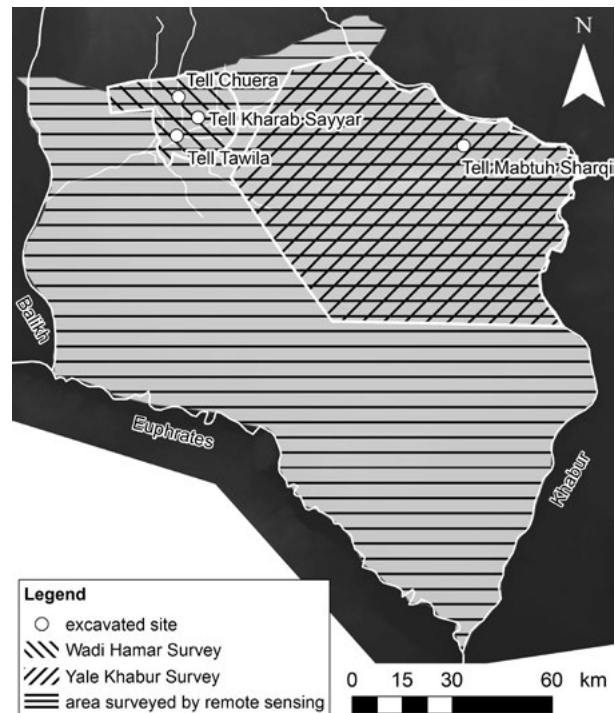 N
Tell Chuera
Tell Kharab Sayyar
Tell Tawila
Tell Mabtuh Sharqi
Balikh
Euphrates
Khabur
Legend
excavated site
Wadi Hamar Survey
Yale Khabur Survey
area surveyed by remote sensing
0 15 30 60 km